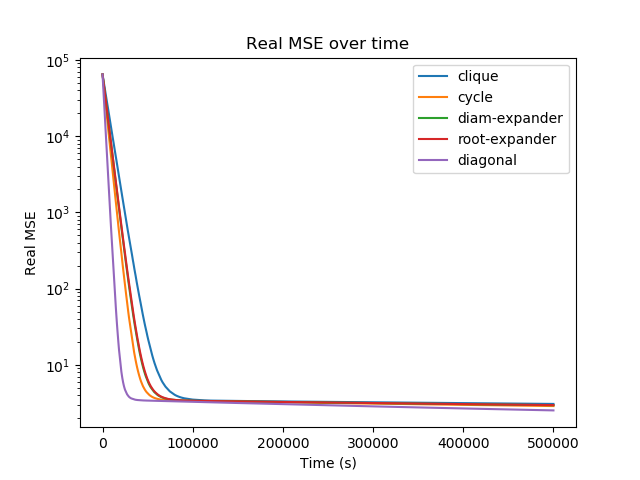 Real MSE over time
Real MSE
10^5
10^4
10^3
10^2
10^1
clique
cycle
diam-expander
root-expander
diagonal
0 100000 200000 300000 400000 500000
Time (s)